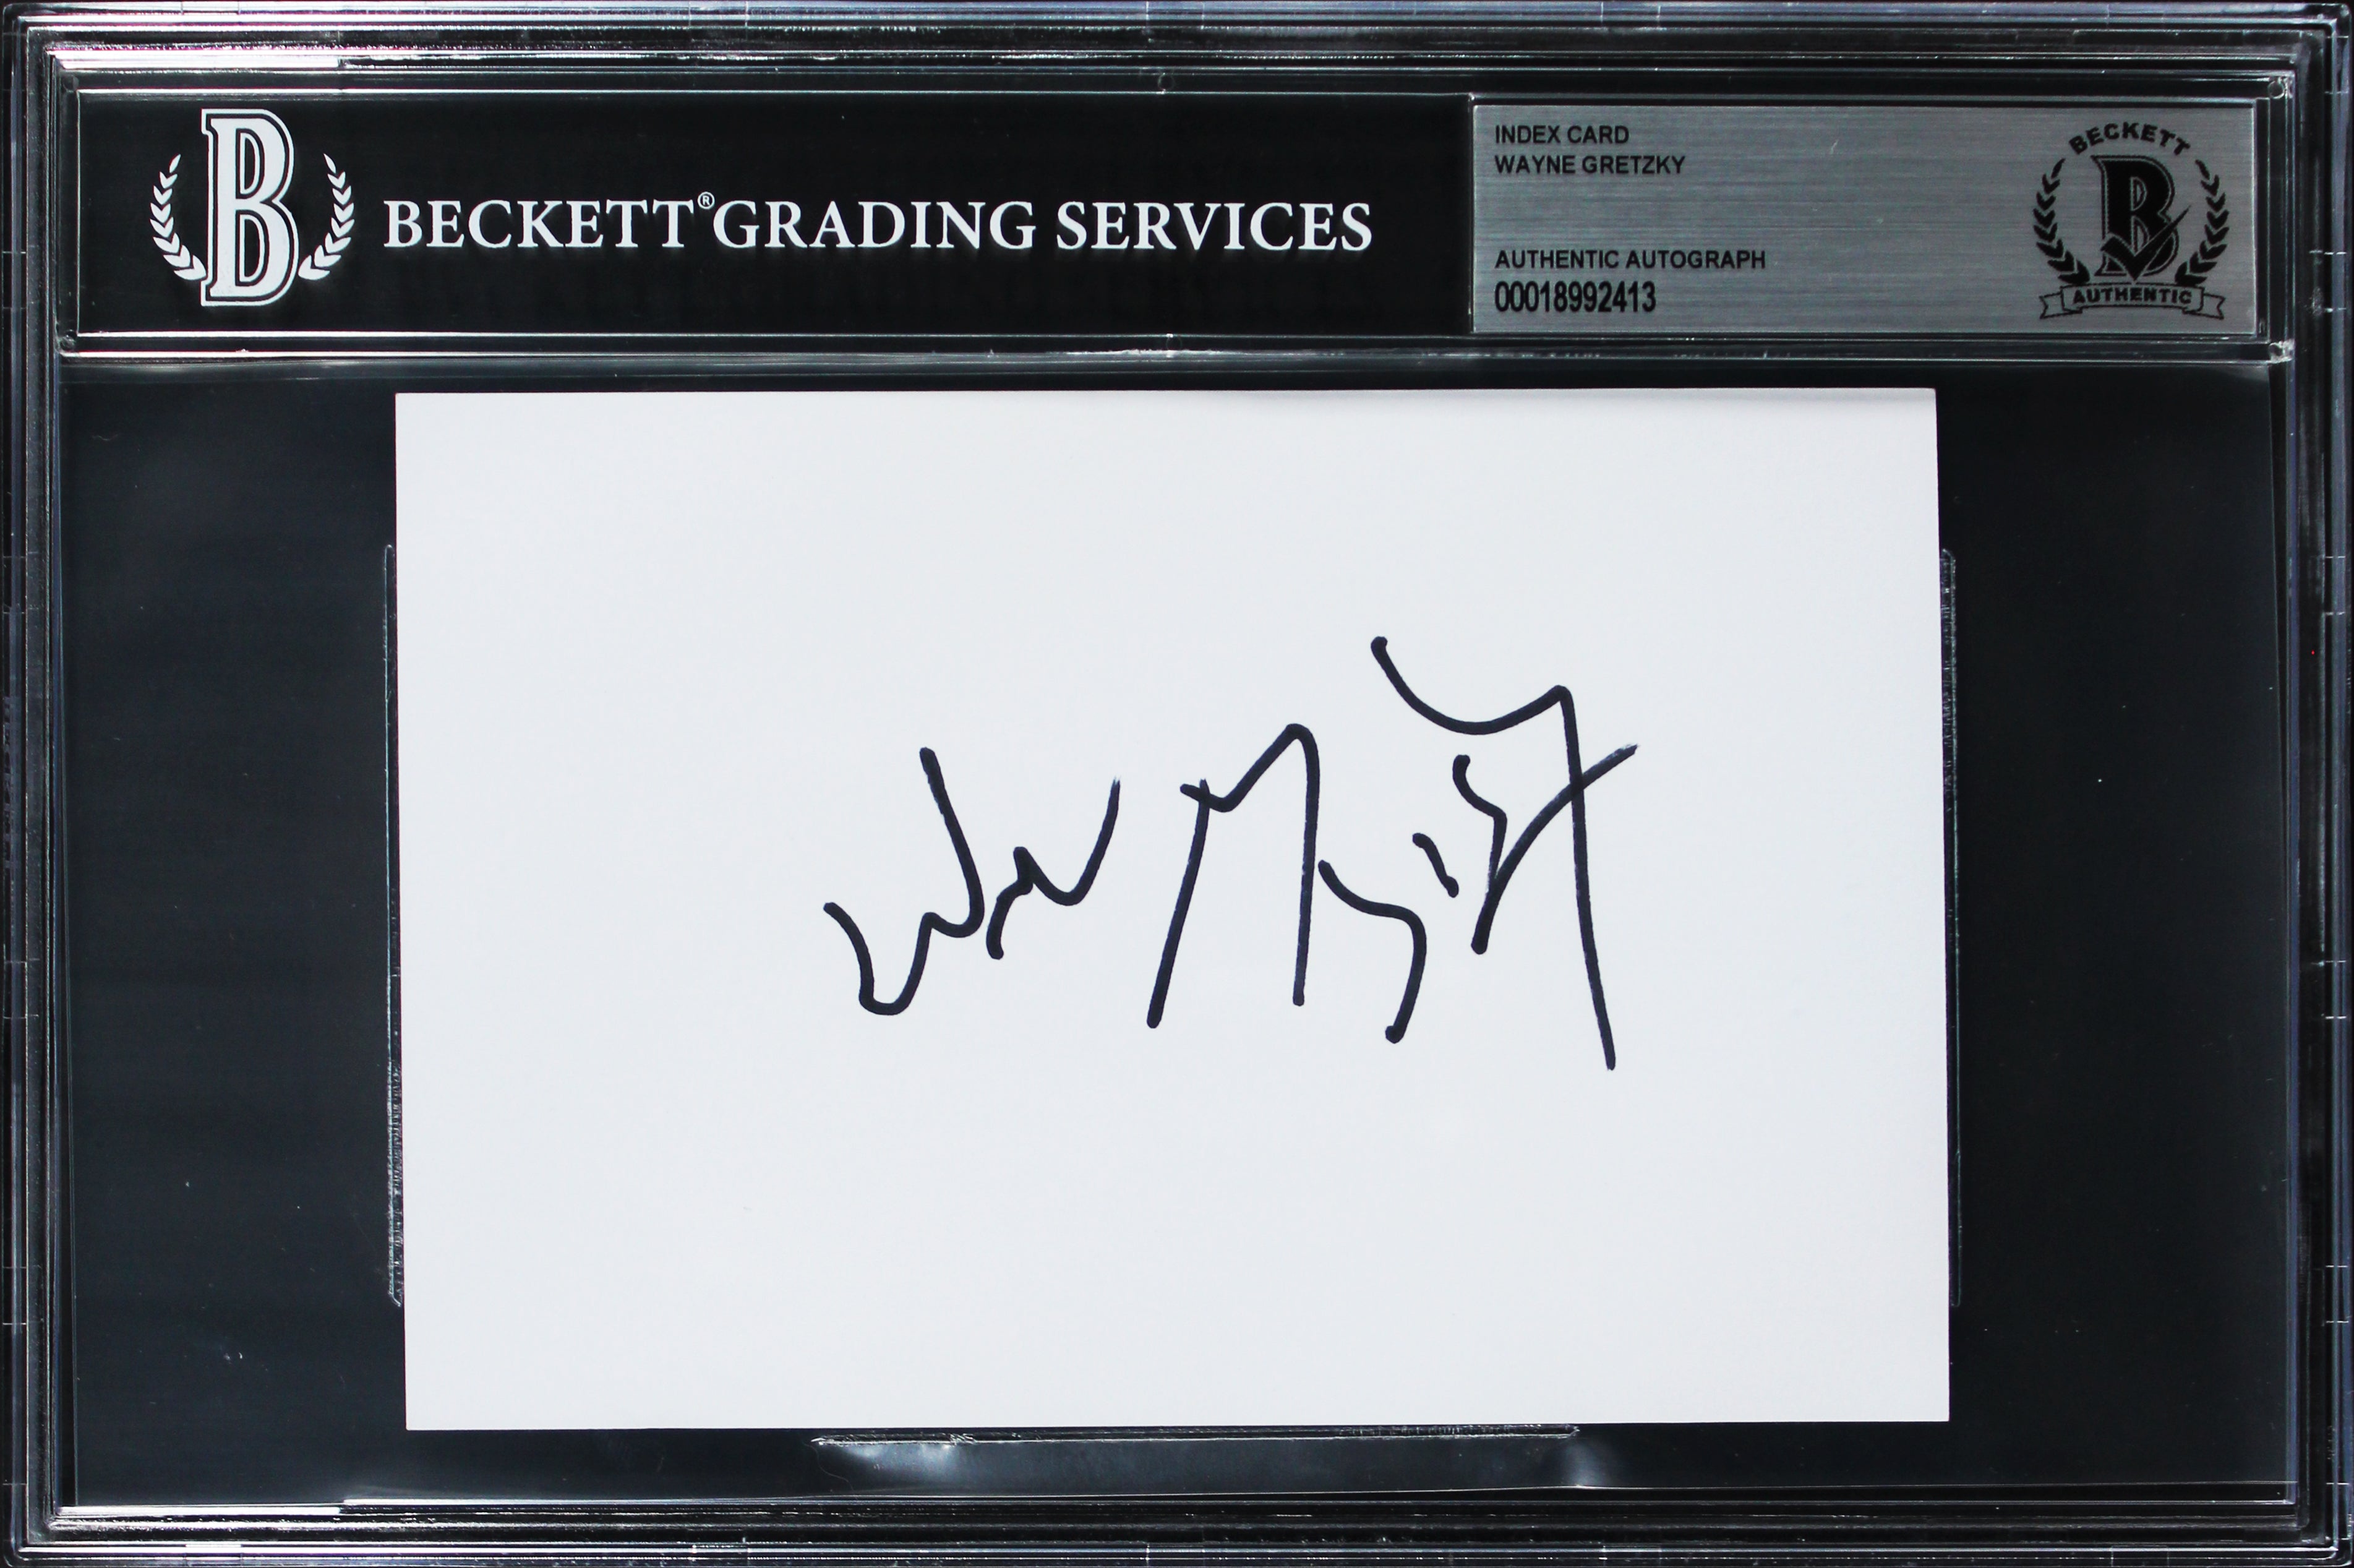 B
BECKETT® GRADING SERVICES
INDEX CARD
WAYNE GRETZKY
AUTHENTIC AUTOGRAPH
00018992413
BECKETT
B
AUTHENTIC